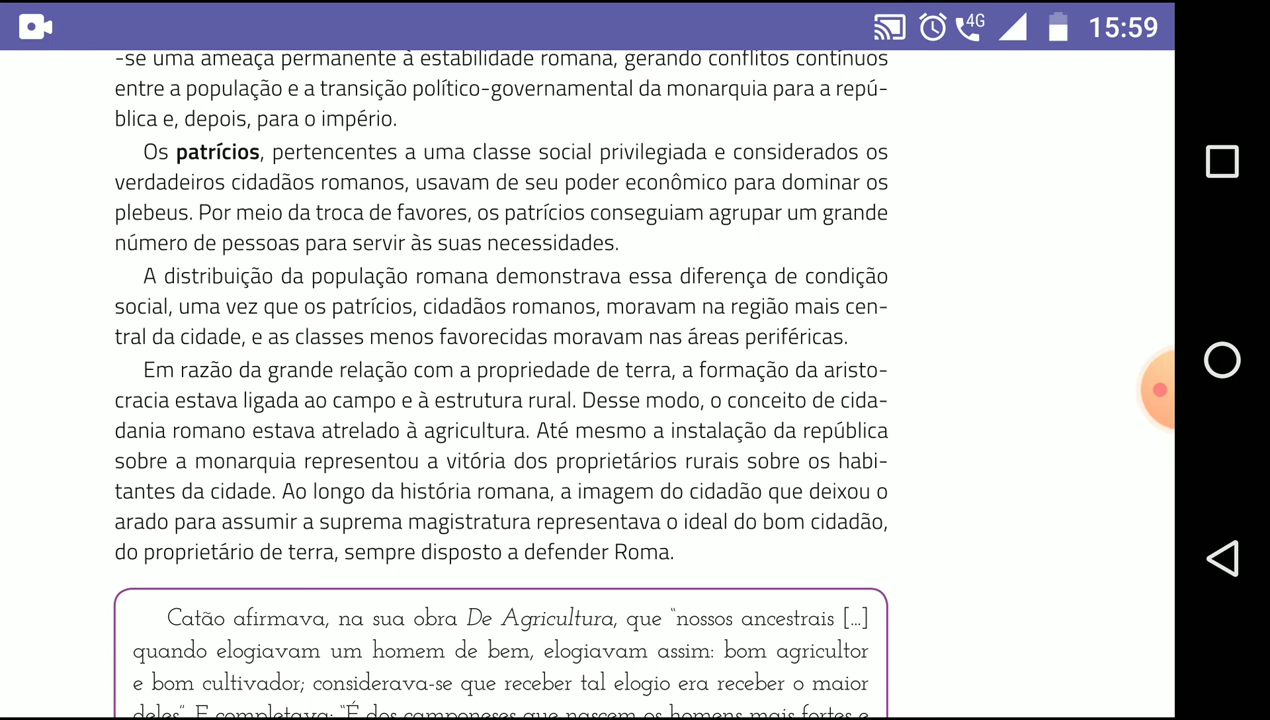 4G 15:59
-se uma ameaça permanente à estabilidade romana, gerando conflitos contínuos
entre a população e a transição político-governamental da monarquia para a repú-
blica e, depois, para o império.
Os patrícios, pertencentes a uma classe social privilegiada e considerados os
verdadeiros cidadãos romanos, usavam de seu poder econômico para dominar os
plebeus. Por meio da troca de favores, os patrícios conseguiam agrupar um grande
número de pessoas para servir às suas necessidades.
A distribuição da população romana demonstrava essa diferença de condição
social, uma vez que os patrícios, cidadãos romanos, moravam na região mais cen-
tral da cidade, e as classes menos favorecidas moravam nas áreas periféricas.
Em razão da grande relação com a propriedade de terra, a formação da aristo-
cracia estava ligada ao campo e à estrutura rural. Desse modo, o conceito de cida-
dania romano estava atrelado à agricultura. Até mesmo a instalação da república
sobre a monarquia representou a vitória dos proprietários rurais sobre os habi-
tantes da cidade. Ao longo da história romana, a imagem do cidadão que deixou o
arado para assumir a suprema magistratura representava o ideal do bom cidadão,
do proprietário de terra, sempre disposto a defender Roma.
Catão afirmava, na sua obra De Agricultura, que “nossos ancestrais [...]
quando elogiavam um homem de bem, elogiavam assim: bom agricultor
e bom cultivador; considerava-se que receber tal elogio era receber o maior
deles”. E completava: “É dos camponeses que nascem os homens mais fortes e